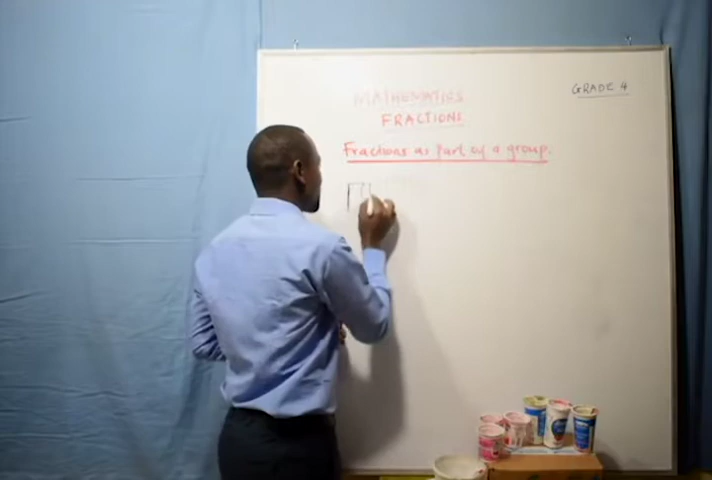 MATHEMATICS
GRADE 4
FRACTIONS
Fractions as part of a group.